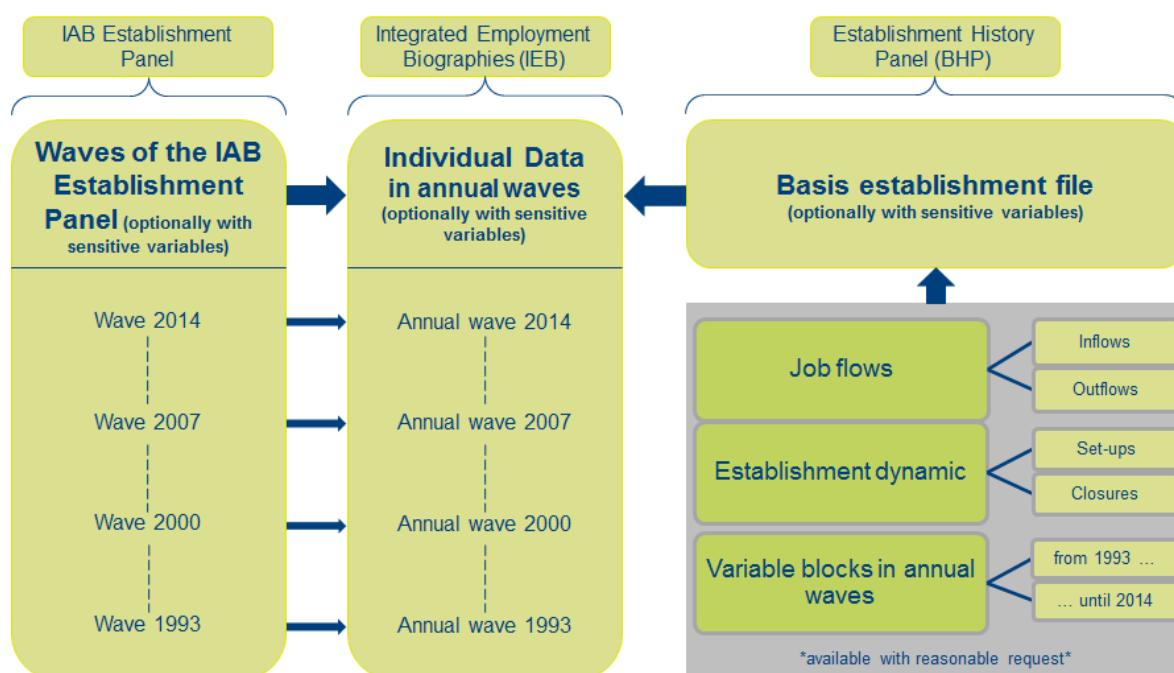 IAB Establishment
Panel
Integrated Employment
Biographies (IEB)
Establishment History
Panel (BHP)
Waves of the IAB
Establishment
Panel (optionally with
sensitive variables)
Wave 2014
Wave 2007
Wave 2000
Wave 1993
Individual Data
in annual waves
(optionally with sensitive
variables)
Annual wave 2014
Annual wave 2007
Annual wave 2000
Annual wave 1993
Basis establishment file
(optionally with sensitive variables)
Job flows
Inflows
Outflows
Establishment dynamic
Set-ups
Closures
Variable blocks in annual
waves
from 1993 ...
... until 2014
*available with reasonable request*